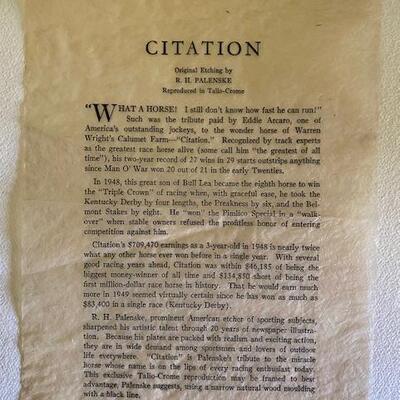 CITATION
Original Etching by
R. H. PALENSKE
Reproduced in Talio-Crome
"WHAT A HORSE! I still don't know how fast he can run!"
Such was the tribute paid by Eddie Arcaro, one of
America's outstanding jockeys, to the wonder horse of Warren
Wright's Calumet Farm—"Citation." Recognized by track experts
as the greatest race horse alive (some call him "the greatest of all
time"), his two-year record of 27 wins in 29 starts outstrips anything
since Man O' War won 20 out of 21 in the early Twenties.
In 1948, this great son of Bull Lea became the eighth horse to win
the "Triple Crown" of racing when, with graceful ease, he took the
Kentucky Derby by four lengths, the Preakness by six, and the Bel-
mont Stakes by eight. He "won" the Pimlico Special in a "walk-
over" when stable owners refused the profitless honor of entering
competition against him.
Citation's $709,470 earnings as a 3-year-old in 1948 is nearly twice
what any other horse ever won before in a single year. With several
good racing years ahead, Citation was within $46,185 of being the
biggest money-winner of all time and $134,850 short of being the
first million-dollar race horse in history. That he would earn much
more in 1949 seemed virtually certain since he has won as much as
$83,400 in a single race (Kentucky Derby).
R. H. Palenske, prominent American etcher of sporting subjects,
sharpened his artistic talent through 20 years of newspaper illustra-
tion. Because his plates are packed with realism and exciting action,
they are in wide demand among sportsmen and lovers of outdoor
life everywhere. "Citation" is Palenske's tribute to the miracle
horse whose name is on the lips of every racing enthusiast today.
This exclusive Talio-Crome reproduction may be framed to best
advantage, Palenske suggests, using a narrow natural wood moulding
with a black line.